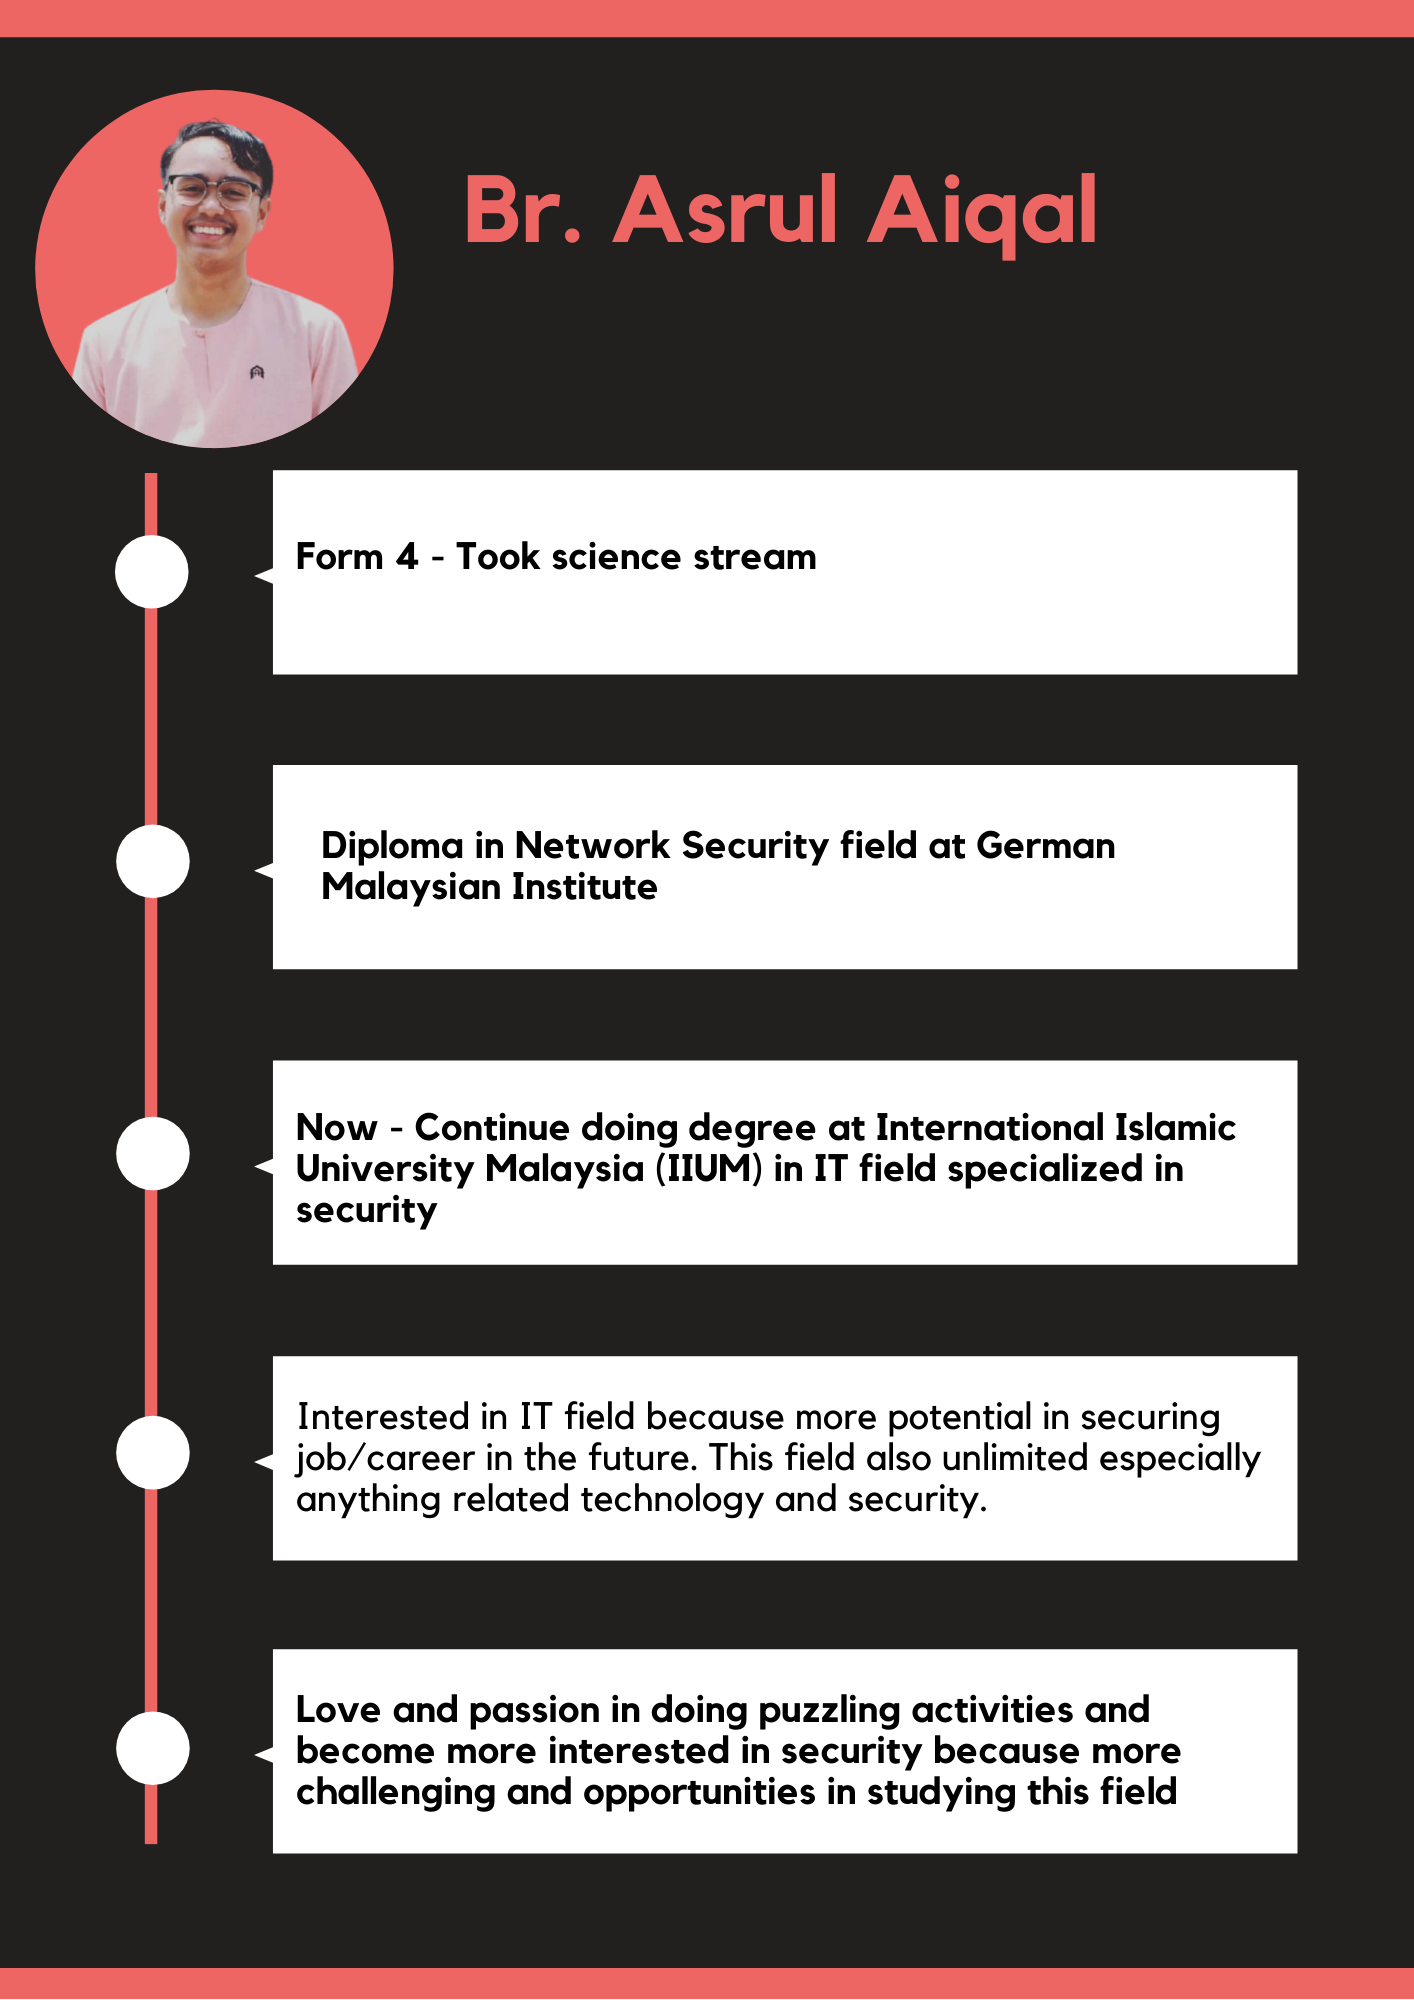 Br. Asrul Aiqal
Form 4 - Took science stream
Diploma in Network Security field at German
Malaysian Institute
Now - Continue doing degree at International Islamic
University Malaysia (IIUM) in IT field specialized in
security
Interested in IT field because more potential in securing
job/career in the future. This field also unlimited especially
anything related technology and security.
Love and passion in doing puzzling activities and
become more interested in security because more
challenging and opportunities in studying this field